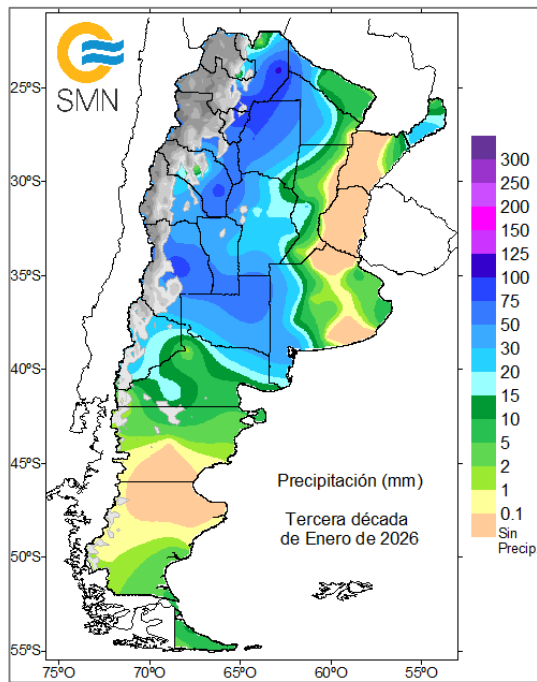 SMN
25ºS
30ºS
35ºS
40ºS
45ºS
50ºS
55ºS
75ºO
70ºO
65ºO
60ºO
55ºO
Precipitación (mm)
Tercera década
de Enero de 2026
300
250
200
150
125
100
75
50
30
20
15
10
5
2
1
0.1
Sin
Precip